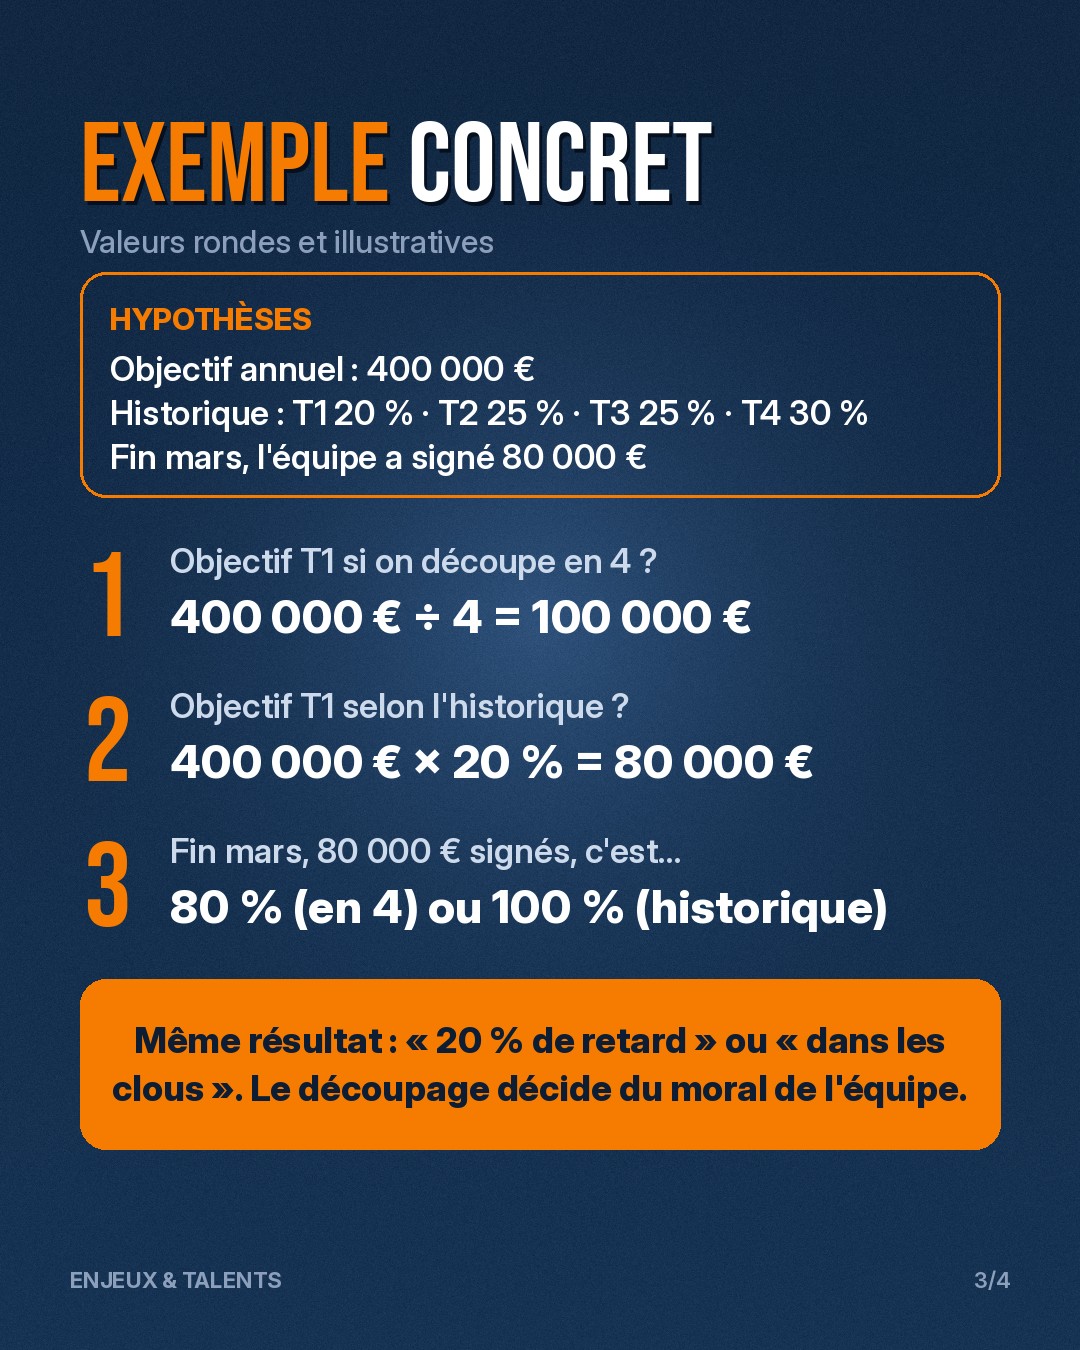 EXEMPLE CONCRET
Valeurs rondes et illustratives
HYPOTHÈSES
Objectif annuel : 400 000 €
Historique : T1 20 % · T2 25 % · T3 25 % · T4 30 %
Fin mars, l'équipe a signé 80 000 €
1
Objectif T1 si on découpe en 4 ?
400 000 € ÷ 4 = 100 000 €
2
Objectif T1 selon l'historique ?
400 000 € × 20 % = 80 000 €
3
Fin mars, 80 000 € signés, c'est...
80 % (en 4) ou 100 % (historique)
Même résultat : « 20 % de retard » ou « dans les
clous ». Le découpage décide du moral de l'équipe.
ENJEUX & TALENTS
3/4